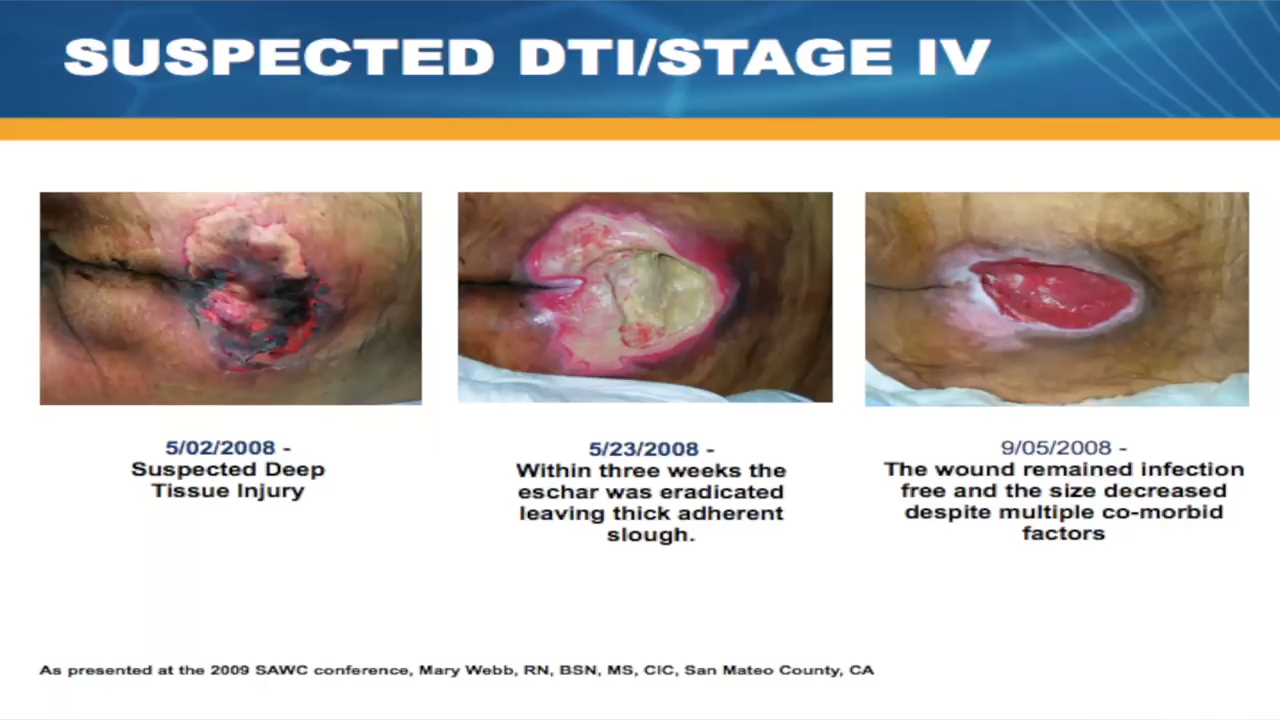 SUSPECTED DTI/STAGE IV
5/02/2008 -
Suspected Deep
Tissue Injury
5/23/2008 -
Within three weeks the
eschar was eradicated
leaving thick adherent
slough.
9/05/2008 -
The wound remained infection
free and the size decreased
despite multiple co-morbid
factors
As presented at the 2009 SAWC conference, Mary Webb, RN, BSN, MS, CIC, San Mateo County, CA